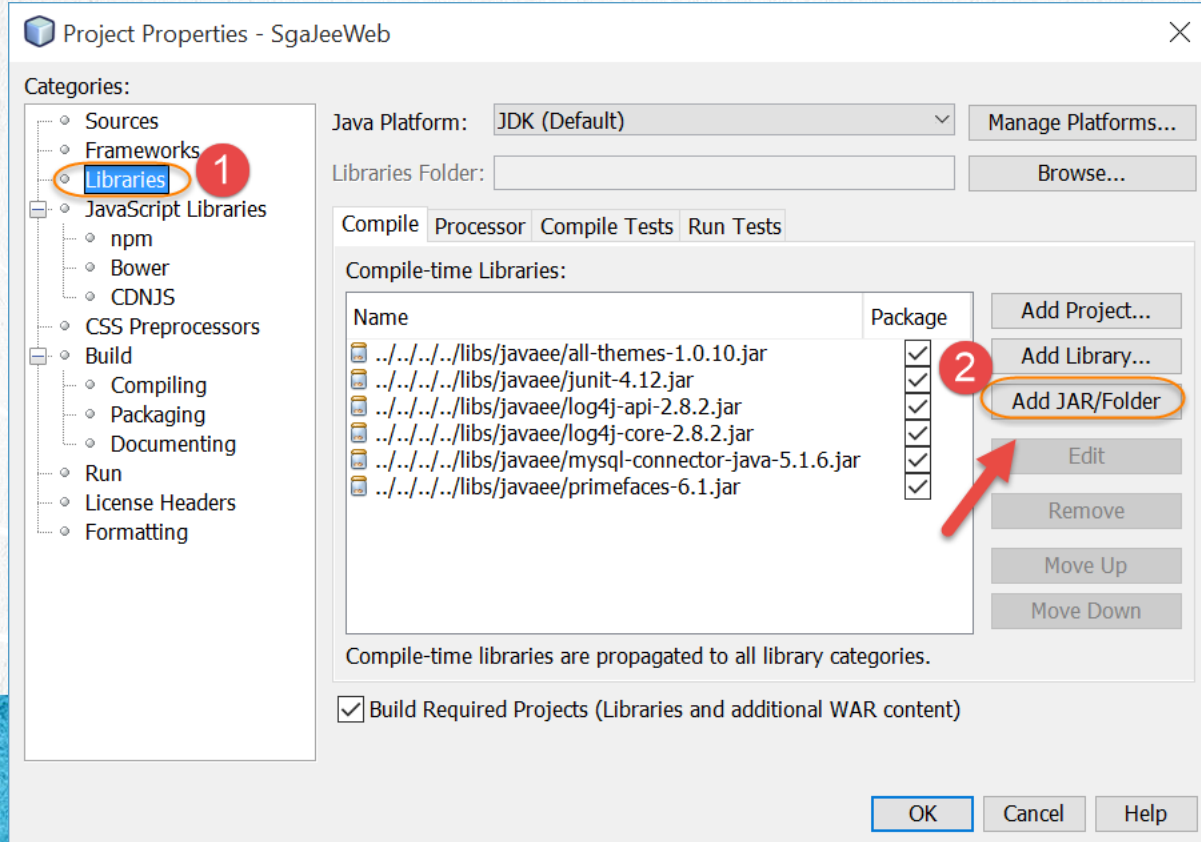 Project Properties - SgaJeeWeb
Categories:
Sources
Frameworks
Libraries
1
JavaScript Libraries
npm
Bower
CDNJS
CSS Preprocessors
Build
Compiling
Packaging
Documenting
Run
License Headers
Formatting
Java Platform: JDK (Default) Manage Platforms...
Libraries Folder: Browse...
Compile Processor Compile Tests Run Tests
Compile-time Libraries:
Name Package
../../../../libs/javaee/all-themes-1.0.10.jar
../../../../libs/javaee/junit-4.12.jar
../../../../libs/javaee/log4j-api-2.8.2.jar
../../../../libs/javaee/log4j-core-2.8.2.jar
../../../../libs/javaee/mysql-connector-java-5.1.6.jar
../../../../libs/javaee/primefaces-6.1.jar
Add Project...
Add Library...
2
Add JAR/Folder
Edit
Remove
Move Up
Move Down
Compile-time libraries are propagated to all library categories.
Build Required Projects (Libraries and additional WAR content)
OK Cancel Help